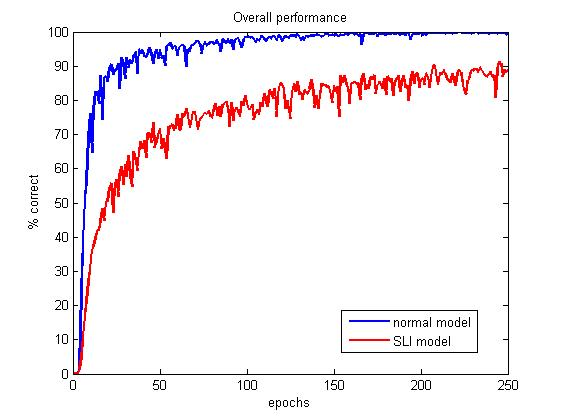 Overall performance
100
90
80
70
60
50
40
30
20
10
0
% correct
0 50 100 150 200 250
epochs
normal model
SLI model